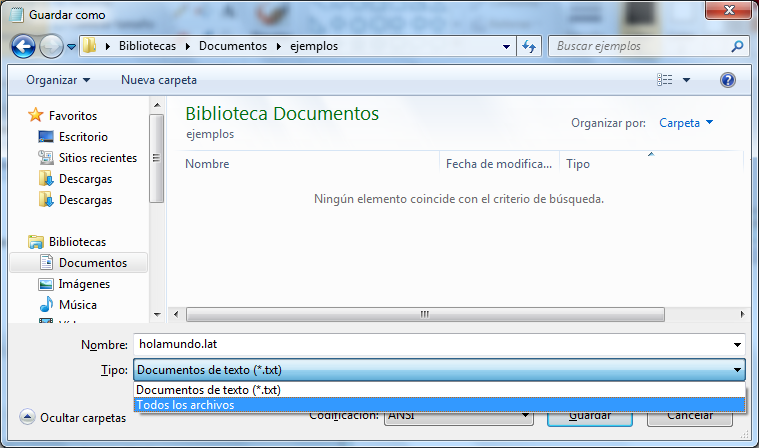 Guardar como
Bibliotecas Documentos ejemplos
Buscar ejemplos
Organizar Nueva carpeta
Favoritos
Escritorio
Sitios recientes
Descargas
Descargas
Bibliotecas
Documentos
Imágenes
Música
Biblioteca Documentos
ejemplos
Organizar por: Carpeta
Nombre Fecha de modifica... Tipo
Ningún elemento coincide con el criterio de búsqueda.
Nombre: holamundo.lat
Tipo: Documentos de texto (*.txt)
Documentos de texto (*.txt)
Todos los archivos
Ocultar carpetas
Codificación: ANSI
Guardar
Cancelar